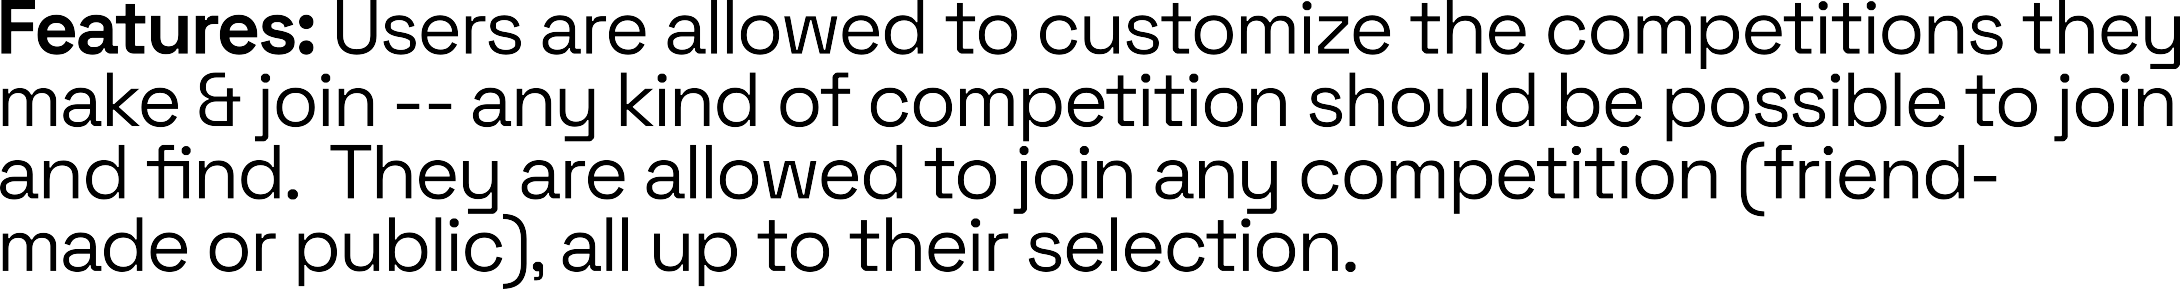 Features: Users are allowed to customize the competitions they
make & join -- any kind of competition should be possible to join
and find.  They are allowed to join any competition (friend-
made or public), all up to their selection.